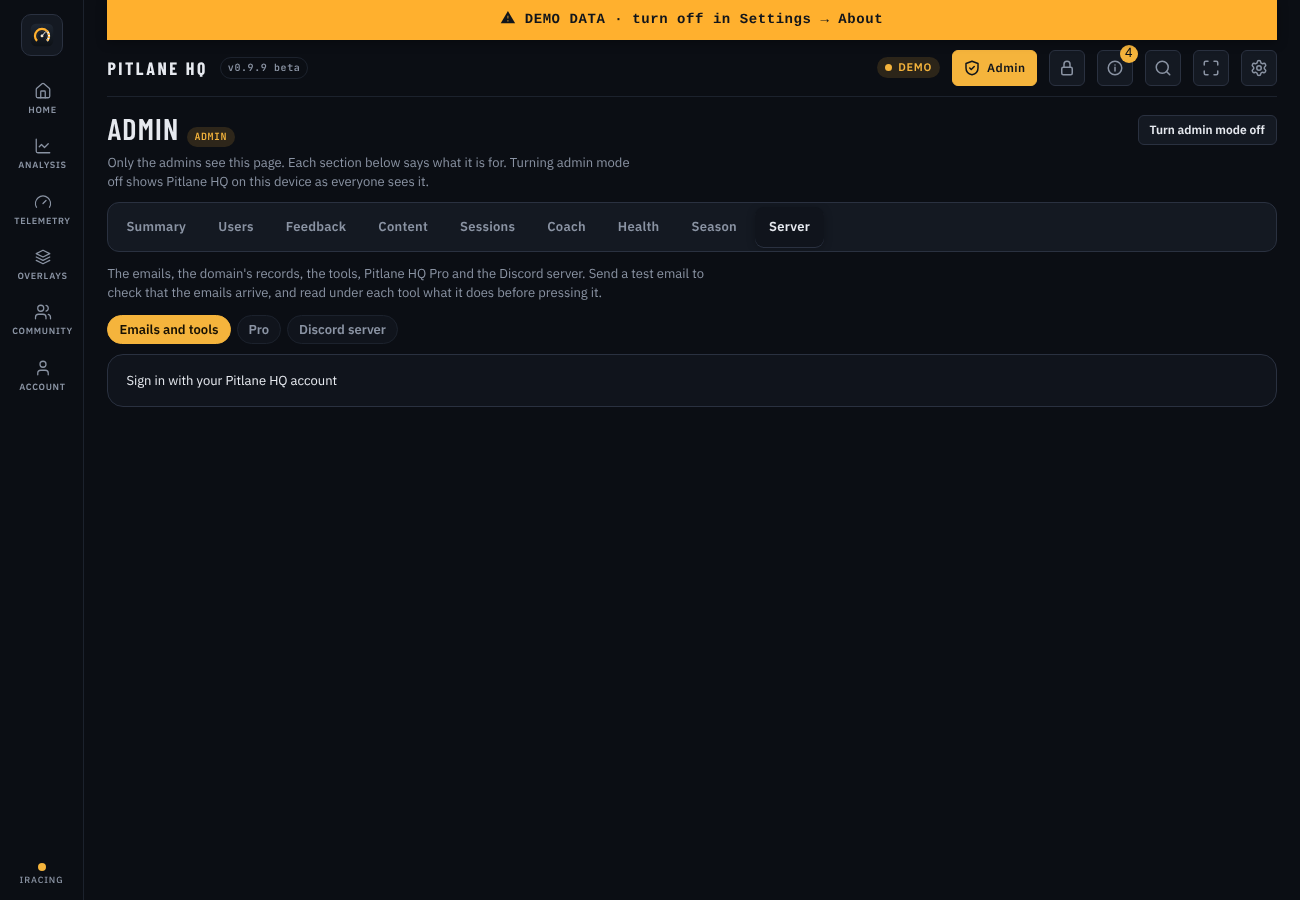 ⚠ DEMO DATA · turn off in Settings → About
PITLANE HQ
v0.9.9 beta
DEMO
Admin
4
HOME
ANALYSIS
TELEMETRY
OVERLAYS
COMMUNITY
ACCOUNT
IRACING
ADMIN
ADMIN
Turn admin mode off
Only the admins see this page. Each section below says what it is for. Turning admin mode
off shows Pitlane HQ on this device as everyone sees it.
Summary
Users
Feedback
Content
Sessions
Coach
Health
Season
Server
The emails, the domain's records, the tools, Pitlane HQ Pro and the Discord server. Send a test email to
check that the emails arrive, and read under each tool what it does before pressing it.
Emails and tools
Pro
Discord server
Sign in with your Pitlane HQ account